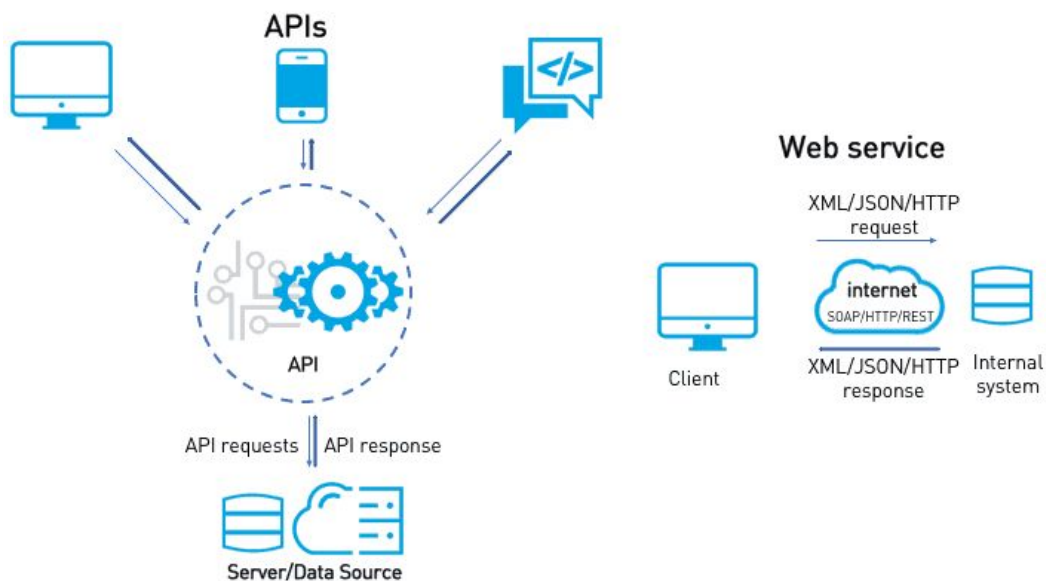 APIs
</>
API
API requests
API response
Server/Data Source
Web service
XML/JSON/HTTP
request
internet
SOAP/HTTP/REST
XML/JSON/HTTP
response
Client
Internal
system